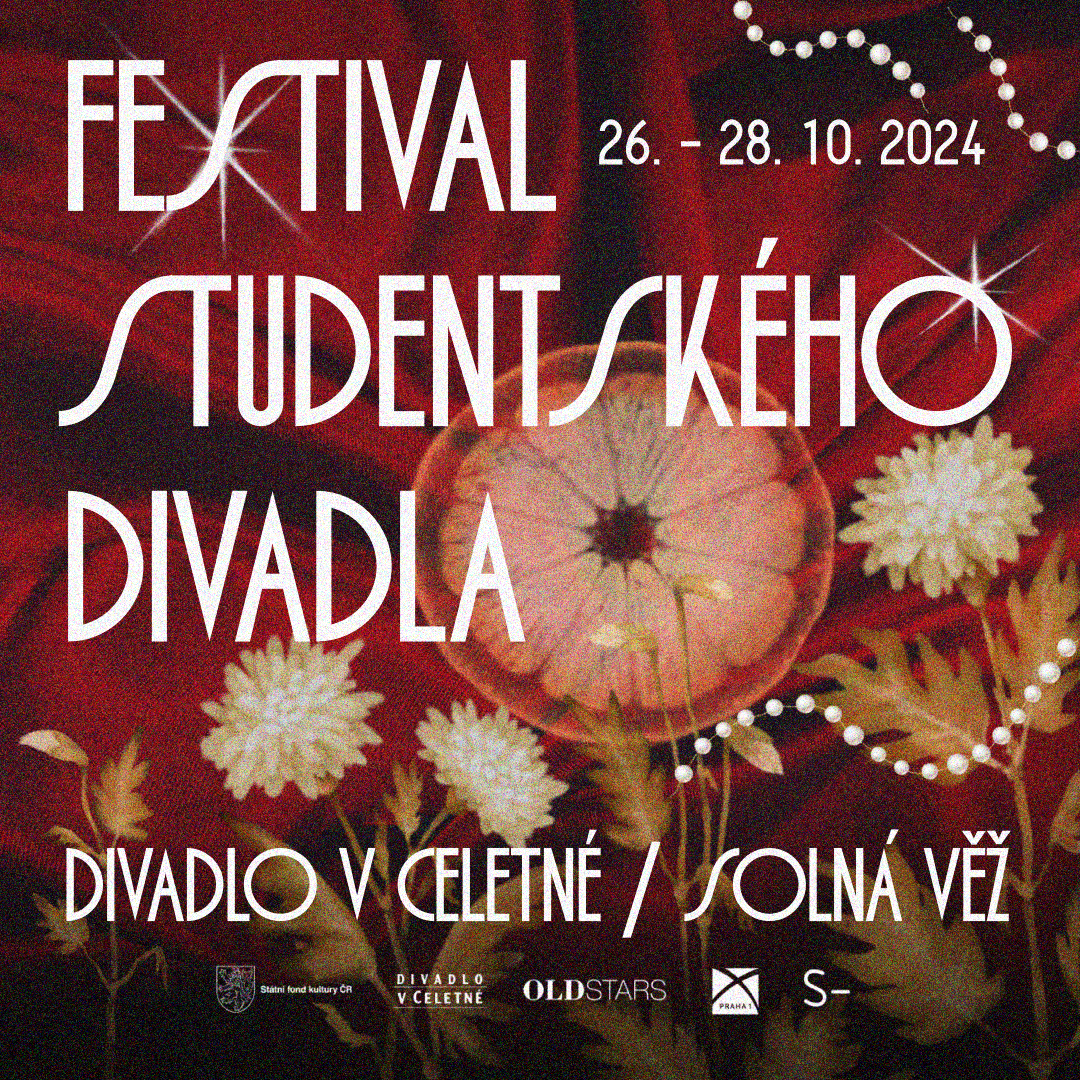 FESTIVAL
26. – 28. 10. 2024
STUDENTSKÉHO
DIVADLA
DIVADLO V CELETNÉ / SOLNÁ VĚŽ
Státní fond kultury ČR
DIVADLO
V CELETNÉ
OLDSTARS
PRAHA 1
S–